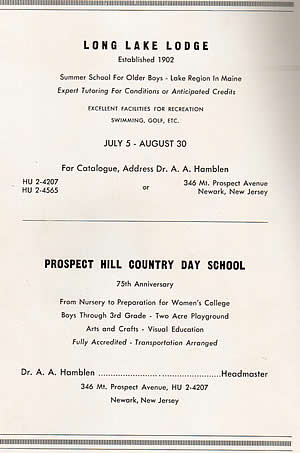 LONG LAKE LODGE
Established 1902
Summer School For Older Boys - Lake Region In Maine
Expert Tutoring For Conditions or Anticipated Credits
EXCELLENT FACILITIES FOR RECREATION
SWIMMING, GOLF, ETC.
JULY 5 - AUGUST 30
For Catalogue, Address Dr. A. A. Hamblen
HU 2-4207
HU 2-4565
or
346 Mt. Prospect Avenue
Newark, New Jersey
PROSPECT HILL COUNTRY DAY SCHOOL
75th Anniversary
From Nursery to Preparation for Women's College
Boys Through 3rd Grade - Two Acre Playground
Arts and Crafts - Visual Education
Fully Accredited - Transportation Arranged
Dr. A. A. Hamblen ........................................Headmaster
346 Mt. Prospect Avenue, HU 2-4207
Newark, New Jersey